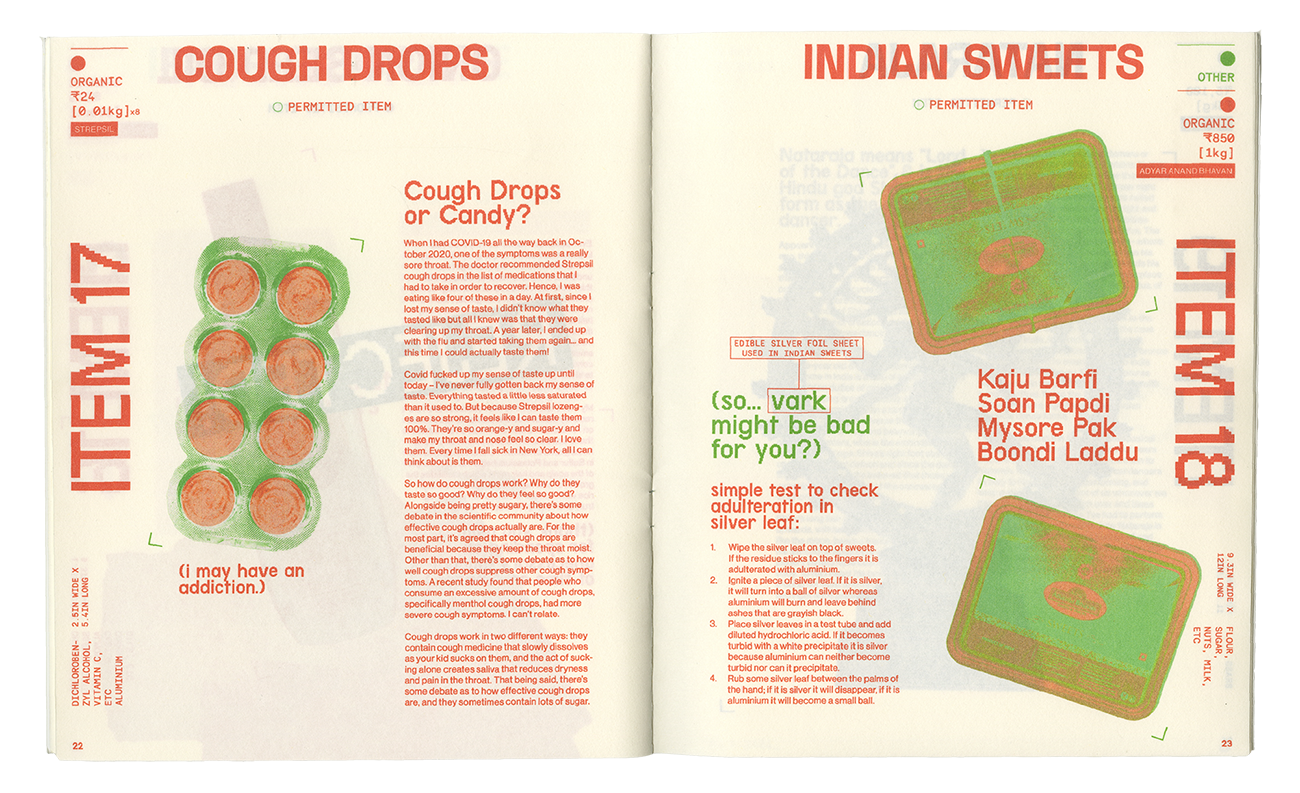 COUGH DROPS
ORGANIC
₹24
[0.01kg]x8
STREPSIL
PERMITTED ITEM
ITEM 17
Cough Drops
or Candy?
When I had COVID-19 all the way back in Oc-
tober 2020, one of the symptoms was a really
sore throat. The doctor recommended Strepsil
cough drops in the list of medications that I
had to take in order to recover. Hence, I was
eating like four of these in a day. At first, since I
lost my sense of taste, I didn't know what they
tasted like but all I knew was that they were
clearing up my throat. A year later, I ended up
with the flu and started taking them again... and
this time I could actually taste them!
Covid fucked up my sense of taste up until
today – I've never fully gotten back my sense of
taste. Everything tasted a little less saturated
than it used to. But because Strepsil lozeng-
es are so strong, it feels like I can taste them
100%. They're so orange-y and sugar-y and
make my throat and nose feel so clear. I love
them. Every time I fall sick in New York, all I can
think about is them.
So how do cough drops work? Why do they
taste so good? Why do they feel so good?
Alongside being pretty sugary, there's some
debate in the scientific community about how
effective cough drops actually are. For the
most part, it's agreed that cough drops are
beneficial because they keep the throat moist.
Other than that, there's some debate as to how
well cough drops suppress other cough symp-
toms. A recent study found that people who
consume an excessive amount of cough drops,
specifically menthol cough drops, had more
severe cough symptoms. I can't relate.
Cough drops work in two different ways: they
contain cough medicine that slowly dissolves
as your kid sucks on them, and the act of suck-
ing alone creates saliva that reduces dryness
and pain in the throat. That being said, there's
some debate as to how effective cough drops
are, and they sometimes contain lots of sugar.
(i may have an
addiction.)
2.5IN WIDE X
5.4IN LONG
DICHLOROBEN-
ZYL ALCOHOL,
VITAMIN C,
ETC
ALUMINIUM
22
INDIAN SWEETS
OTHER
ORGANIC
₹850
[1kg]
ADYAR ANAND BHAVAN
PERMITTED ITEM
ITEM 18
EDIBLE SILVER FOIL SHEET
USED IN INDIAN SWEETS
(so... vark
might be bad
for you?)
Kaju Barfi
Soan Papdi
Mysore Pak
Boondi Laddu
simple test to check
adulteration in
silver leaf:
1. Wipe the silver leaf on top of sweets.
If the residue sticks to the fingers it is
adulterated with aluminium.
2. Ignite a piece of silver leaf. If it is silver,
it will turn into a ball of silver whereas
aluminium will burn and leave behind
ashes that are grayish black.
3. Place silver leaves in a test tube and add
diluted hydrochloric acid. If it becomes
turbid with a white precipitate it is silver
because aluminium can neither become
turbid nor can it precipitate.
4. Rub some silver leaf between the palms of
the hand; if it is silver it will disappear, if it is
aluminium it will become a small ball.
9.3IN WIDE X
12IN LONG
FLOUR,
SUGAR,
NUTS, MILK,
ETC
23